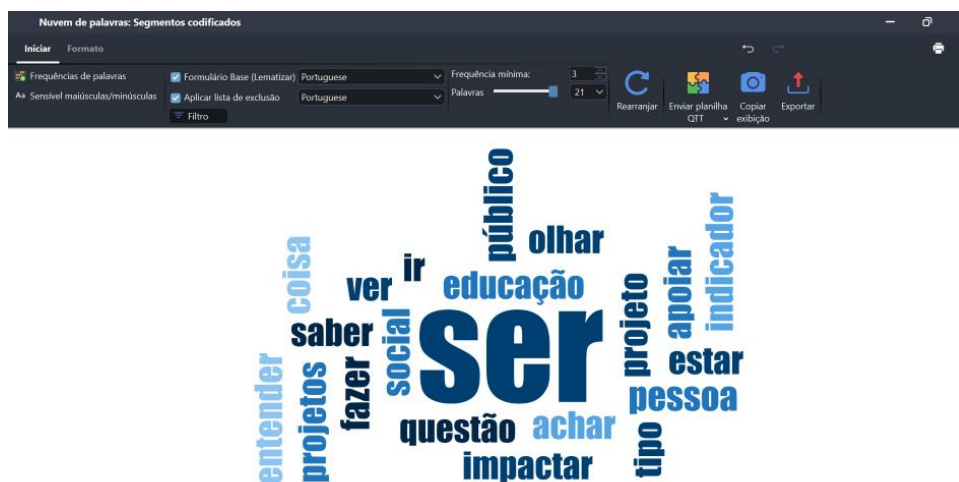 Nuvem de palavras: Segmentos codificados
Iniciar Formato
Frequências de palavras
Aa Sensível maiúsculas/minúsculas
Formulário Base (Lematizar) Portuguese
Aplicar lista de exclusão Portuguese
Filtro
Frequência mínima: 3
Palavras 21
Rearranjar
Enviar planilha
QTT
Copiar
exibição
Exportar
público
olhar
coisa
ver
ir
educação
indicador
apoiar
projeto
saber
social
ser
estar
entender
projetos
fazer
pessoa
questão
achar
tipo
impactar